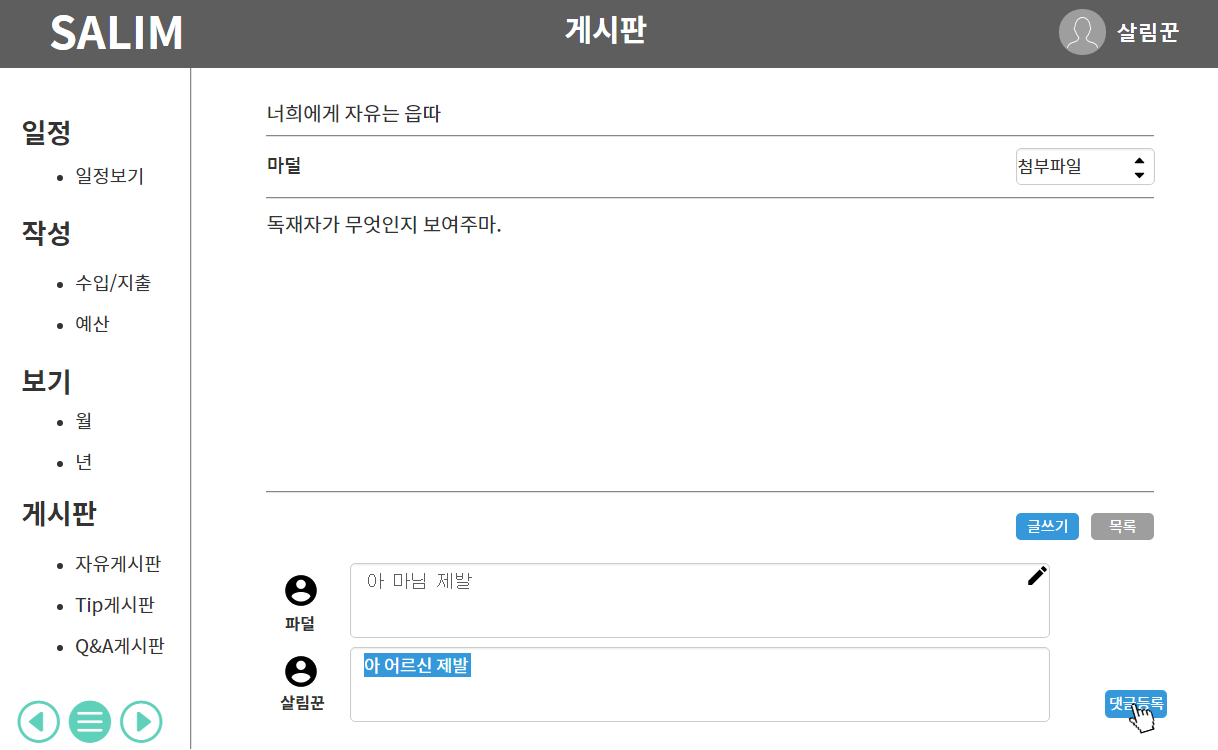 SALIM
게시판
살림꾼
일정
일정보기
작성
수입/지출
예산
보기
월
년
게시판
자유게시판
Tip게시판
Q&A게시판
너희에게 자유는 읍따
마덜
첨부파일
독재자가 무엇인지 보여주마.
글쓰기
목록
아 마님 제발
파덜
아 어르신 제발
살림꾼
댓글등록